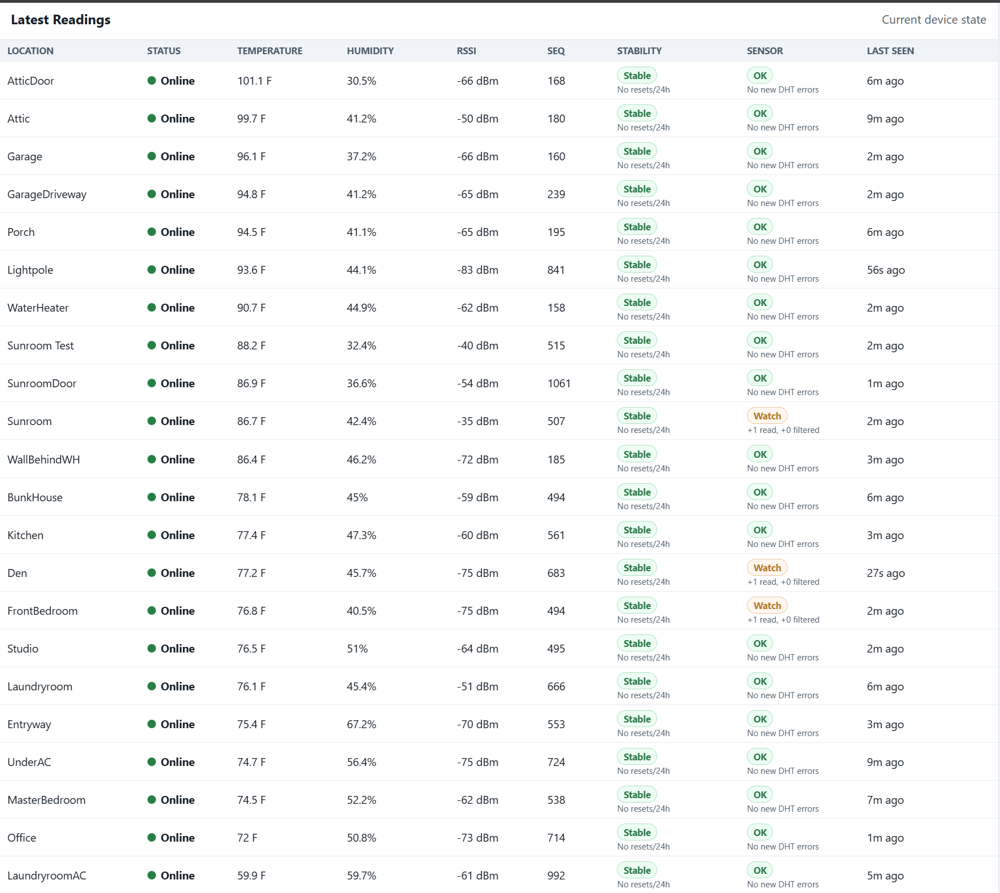 Latest Readings Current device state
LOCATION STATUS TEMPERATURE HUMIDITY RSSI SEQ STABILITY SENSOR LAST SEEN
AtticDoor Online 101.1 F 30.5% -66 dBm 168 Stable OK 6m ago
No resets/24h No new DHT errors
Attic Online 99.7 F 41.2% -50 dBm 180 Stable OK 9m ago
No resets/24h No new DHT errors
Garage Online 96.1 F 37.2% -66 dBm 160 Stable OK 2m ago
No resets/24h No new DHT errors
GarageDriveway Online 94.8 F 41.2% -65 dBm 239 Stable OK 2m ago
No resets/24h No new DHT errors
Porch Online 94.5 F 41.1% -65 dBm 195 Stable OK 6m ago
No resets/24h No new DHT errors
Lightpole Online 93.6 F 44.1% -83 dBm 841 Stable OK 56s ago
No resets/24h No new DHT errors
WaterHeater Online 90.7 F 44.9% -62 dBm 158 Stable OK 2m ago
No resets/24h No new DHT errors
Sunroom Test Online 88.2 F 32.4% -40 dBm 515 Stable OK 2m ago
No resets/24h No new DHT errors
SunroomDoor Online 86.9 F 36.6% -54 dBm 1061 Stable OK 1m ago
No resets/24h No new DHT errors
Sunroom Online 86.7 F 42.4% -35 dBm 507 Stable Watch 2m ago
No resets/24h +1 read, +0 filtered
WallBehindWH Online 86.4 F 46.2% -72 dBm 185 Stable OK 3m ago
No resets/24h No new DHT errors
BunkHouse Online 78.1 F 45% -59 dBm 494 Stable OK 6m ago
No resets/24h No new DHT errors
Kitchen Online 77.4 F 47.3% -60 dBm 561 Stable OK 3m ago
No resets/24h No new DHT errors
Den Online 77.2 F 45.7% -75 dBm 683 Stable Watch 27s ago
No resets/24h +1 read, +0 filtered
FrontBedroom Online 76.8 F 40.5% -75 dBm 494 Stable Watch 2m ago
No resets/24h +1 read, +0 filtered
Studio Online 76.5 F 51% -64 dBm 495 Stable OK 2m ago
No resets/24h No new DHT errors
Laundryroom Online 76.1 F 45.4% -51 dBm 666 Stable OK 6m ago
No resets/24h No new DHT errors
Entryway Online 75.4 F 67.2% -70 dBm 553 Stable OK 3m ago
No resets/24h No new DHT errors
UnderAC Online 74.7 F 56.4% -75 dBm 724 Stable OK 9m ago
No resets/24h No new DHT errors
MasterBedroom Online 74.5 F 52.2% -62 dBm 538 Stable OK 7m ago
No resets/24h No new DHT errors
Office Online 72 F 50.8% -73 dBm 714 Stable OK 1m ago
No resets/24h No new DHT errors
LaundryroomAC Online 59.9 F 59.7% -61 dBm 992 Stable OK 5m ago
No resets/24h No new DHT errors